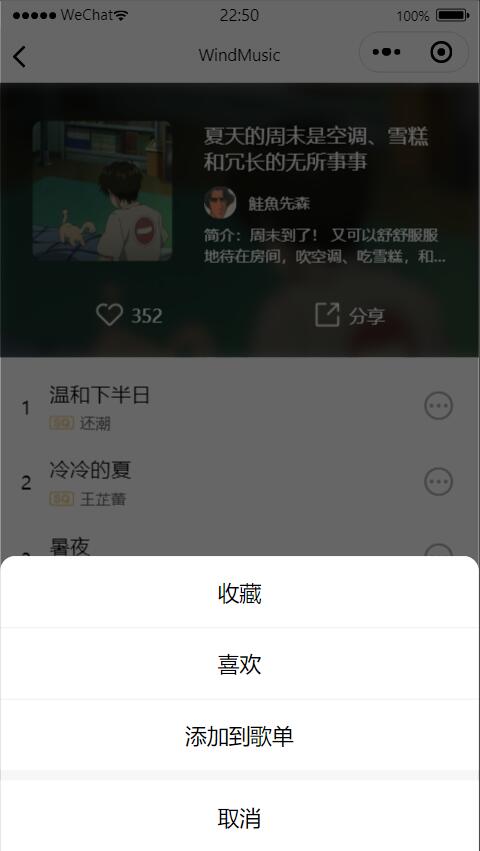 WeChat
22:50
100%
WindMusic
夏天的周末是空调、雪糕
和冗长的无所事事
鮭魚先森
简介：周末到了！ 又可以舒舒服服
地待在房间，吹空调、吃雪糕，和...
352
分享
1
温和下半日
SQ 还潮
2
冷冷的夏
SQ 王芷蕾
暑夜
收藏
喜欢
添加到歌单
取消